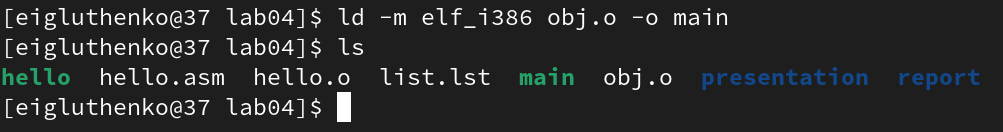 [eigluthenko@37 lab04]$ ld -m elf_i386 obj.o -o main
[eigluthenko@37 lab04]$ ls
hello  hello.asm  hello.o  list.lst  main  obj.o  presentation  report
[eigluthenko@37 lab04]$